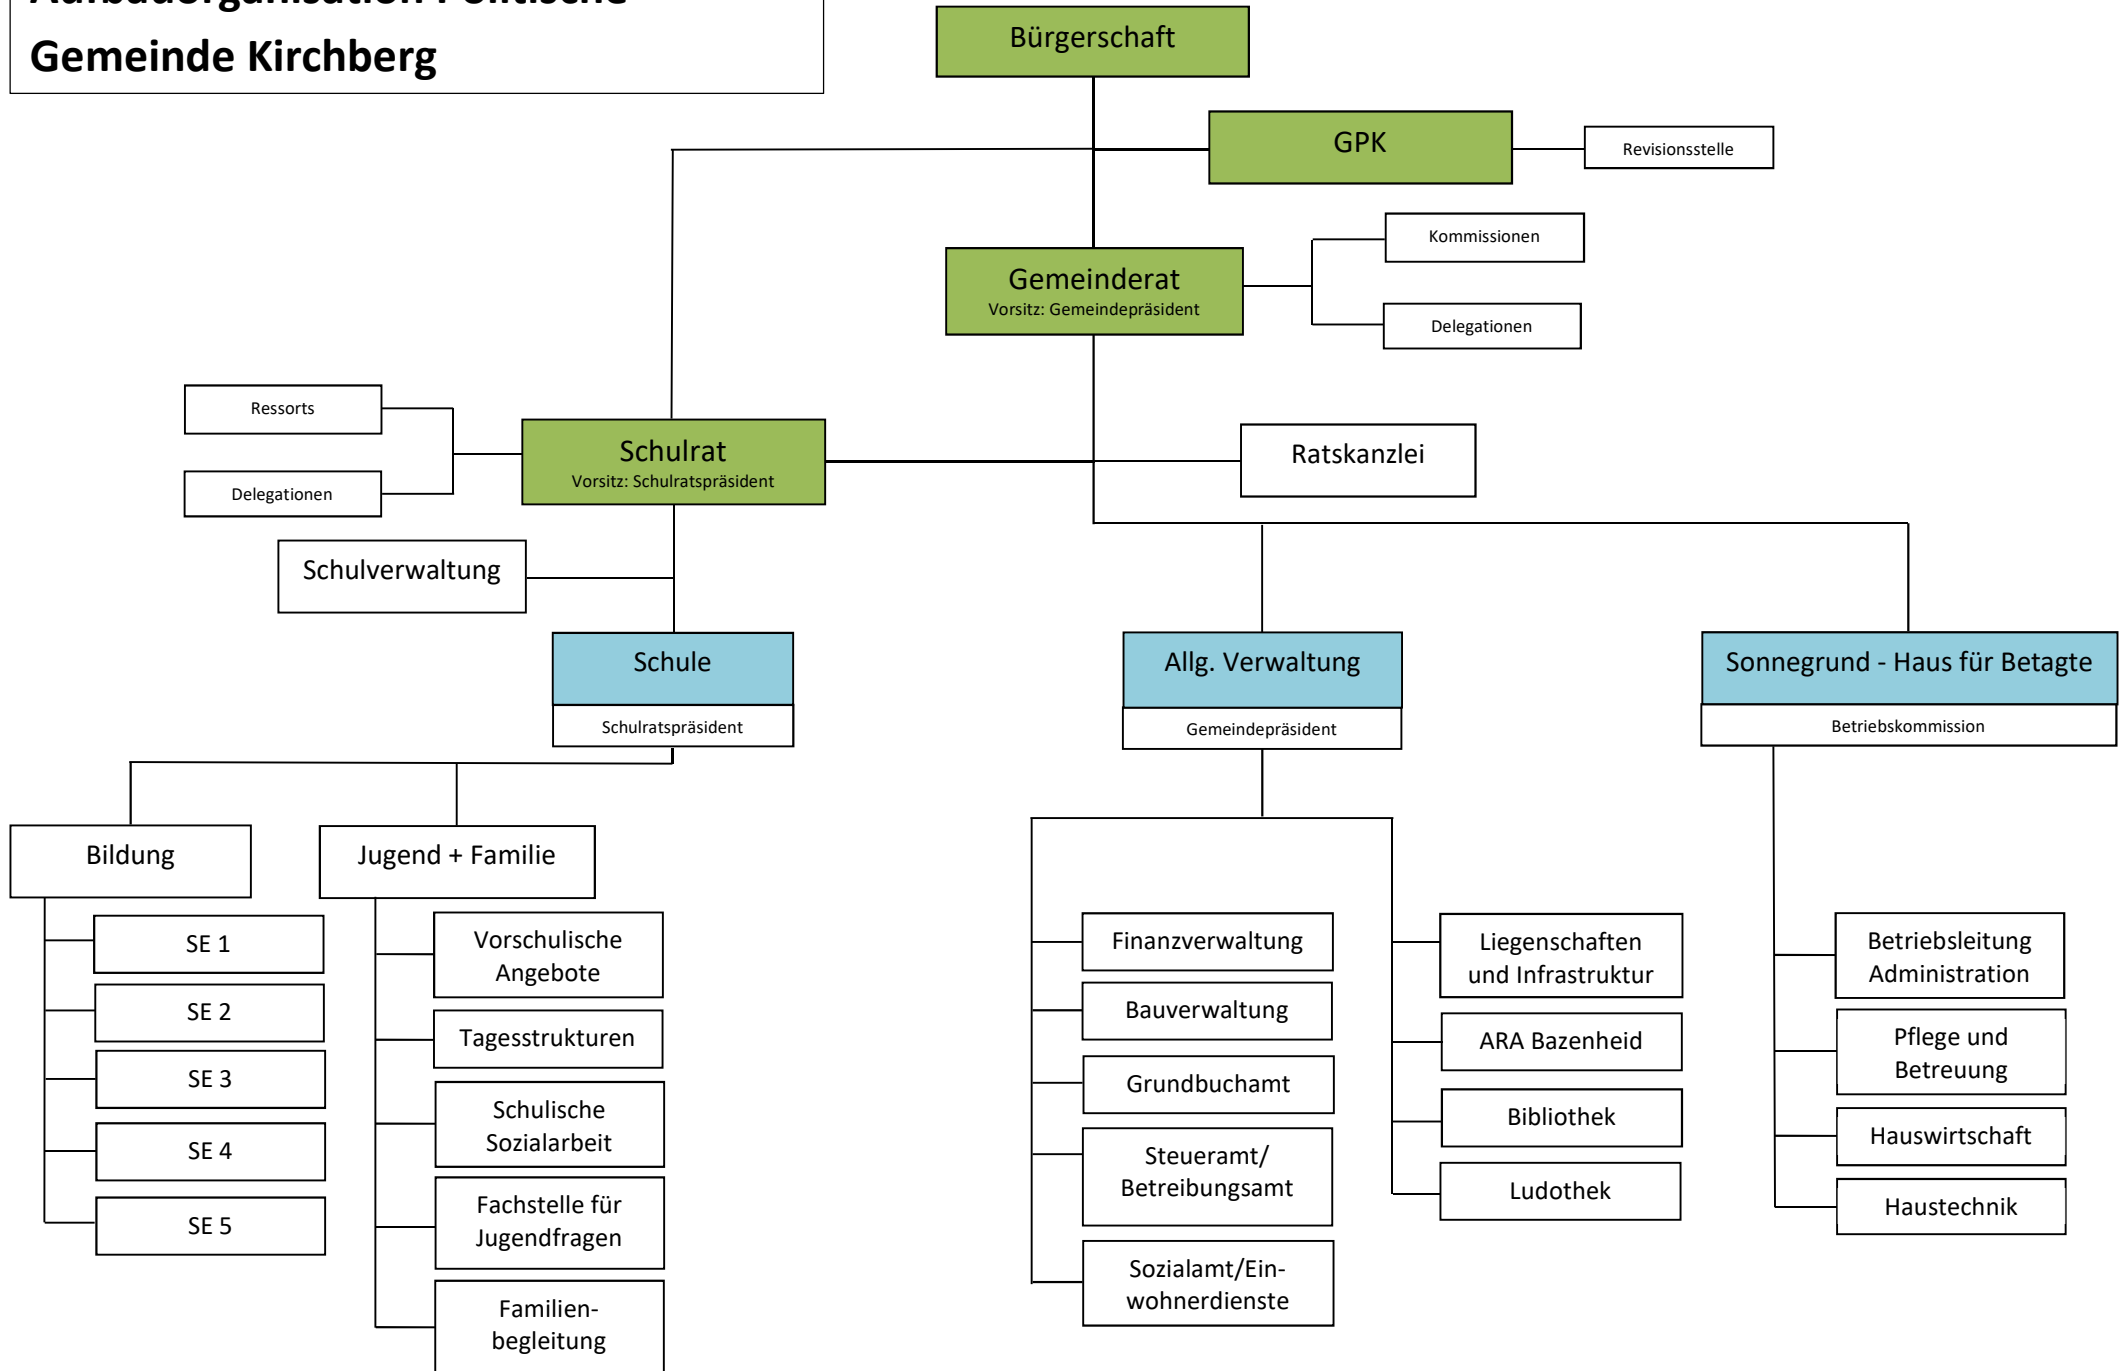 Aufbauorganisation Politische
Gemeinde Kirchberg
Bürgerschaft
GPK
Revisionsstelle
Kommissionen
Gemeinderat
Vorsitz: Gemeindepräsident
Delegationen
Ressorts
Schulrat
Vorsitz: Schulratspräsident
Delegationen
Ratskanzlei
Schulverwaltung
Schule
Schulratspräsident
Allg. Verwaltung
Gemeindepräsident
Sonnegrund - Haus für Betagte
Betriebskommission
Bildung
SE 1
SE 2
SE 3
SE 4
SE 5
Jugend + Familie
Vorschulische
Angebote
Tagesstrukturen
Schulische
Sozialarbeit
Fachstelle für
Jugendfragen
Familien-
begleitung
Finanzverwaltung
Bauverwaltung
Grundbuchamt
Steueramt/
Betreibungsamt
Sozialamt/Ein-
wohnerdienste
Liegenschaften
und Infrastruktur
ARA Bazenheid
Bibliothek
Ludothek
Betriebsleitung
Administration
Pflege und
Betreuung
Hauswirtschaft
Haustechnik